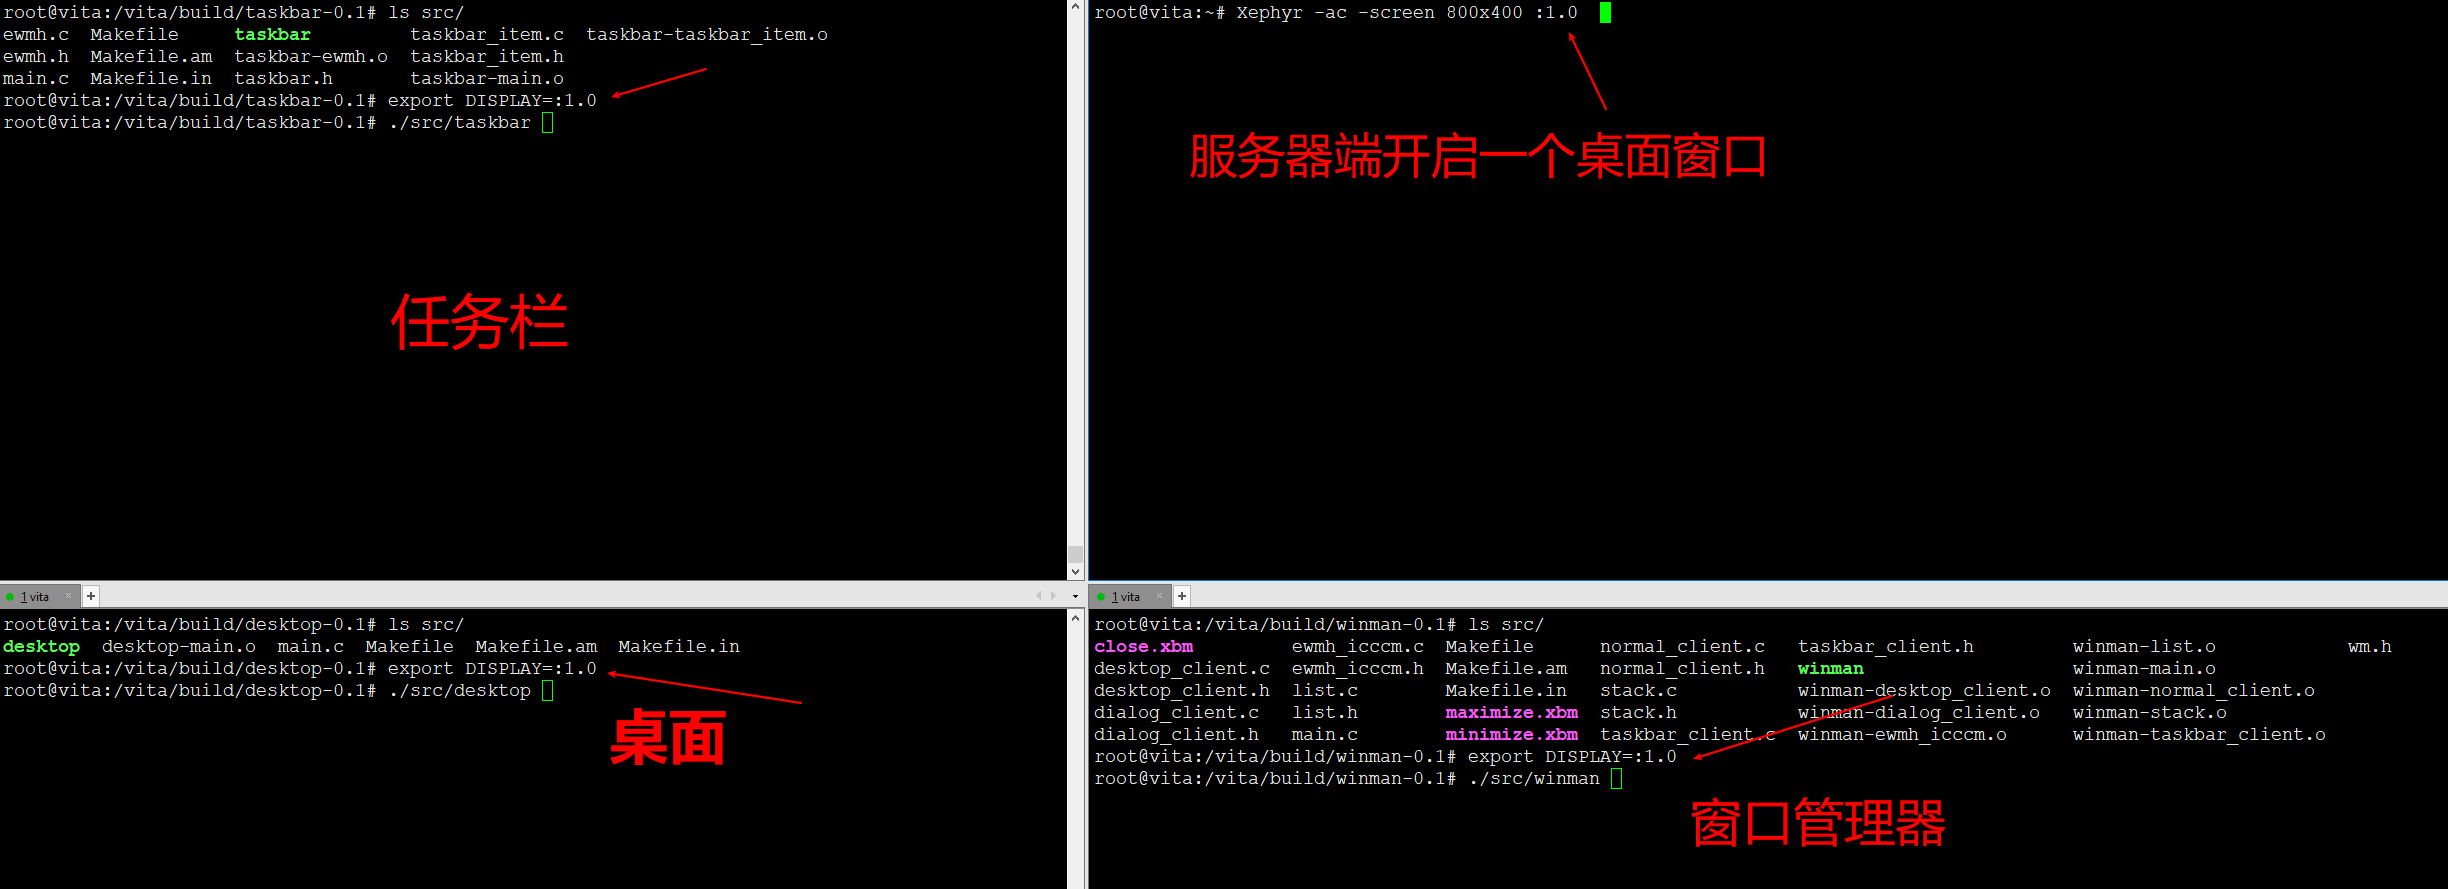 root@vita:/vita/build/taskbar-0.1# ls src/
ewmh.c  Makefile     taskbar         taskbar_item.c  taskbar-taskbar_item.o
ewmh.h  Makefile.am  taskbar-ewmh.o  taskbar_item.h
main.c  Makefile.in  taskbar.h       taskbar-main.o
root@vita:/vita/build/taskbar-0.1# export DISPLAY=:1.0
root@vita:/vita/build/taskbar-0.1# ./src/taskbar
任务栏
root@vita:~# Xephyr -ac -screen 800x400 :1.0
服务器端开启一个桌面窗口
1 vita
root@vita:/vita/build/desktop-0.1# ls src/
desktop  desktop-main.o  main.c  Makefile  Makefile.am  Makefile.in
root@vita:/vita/build/desktop-0.1# export DISPLAY=:1.0
root@vita:/vita/build/desktop-0.1# ./src/desktop
桌面
1 vita
root@vita:/vita/build/winman-0.1# ls src/
close.xbm         ewmh_icccm.c  Makefile      normal_client.c   taskbar_client.h         winman-list.o            wm.h
desktop_client.c  ewmh_icccm.h  Makefile.am   normal_client.h   winman                   winman-main.o
desktop_client.h  list.c        Makefile.in   stack.c           winman-desktop_client.o  winman-normal_client.o
dialog_client.c   list.h        maximize.xbm  stack.h           winman-dialog_client.o   winman-stack.o
dialog_client.h   main.c        minimize.xbm  taskbar_client.c  winman-ewmh_icccm.o      winman-taskbar_client.o
root@vita:/vita/build/winman-0.1# export DISPLAY=:1.0
root@vita:/vita/build/winman-0.1# ./src/winman
窗口管理器